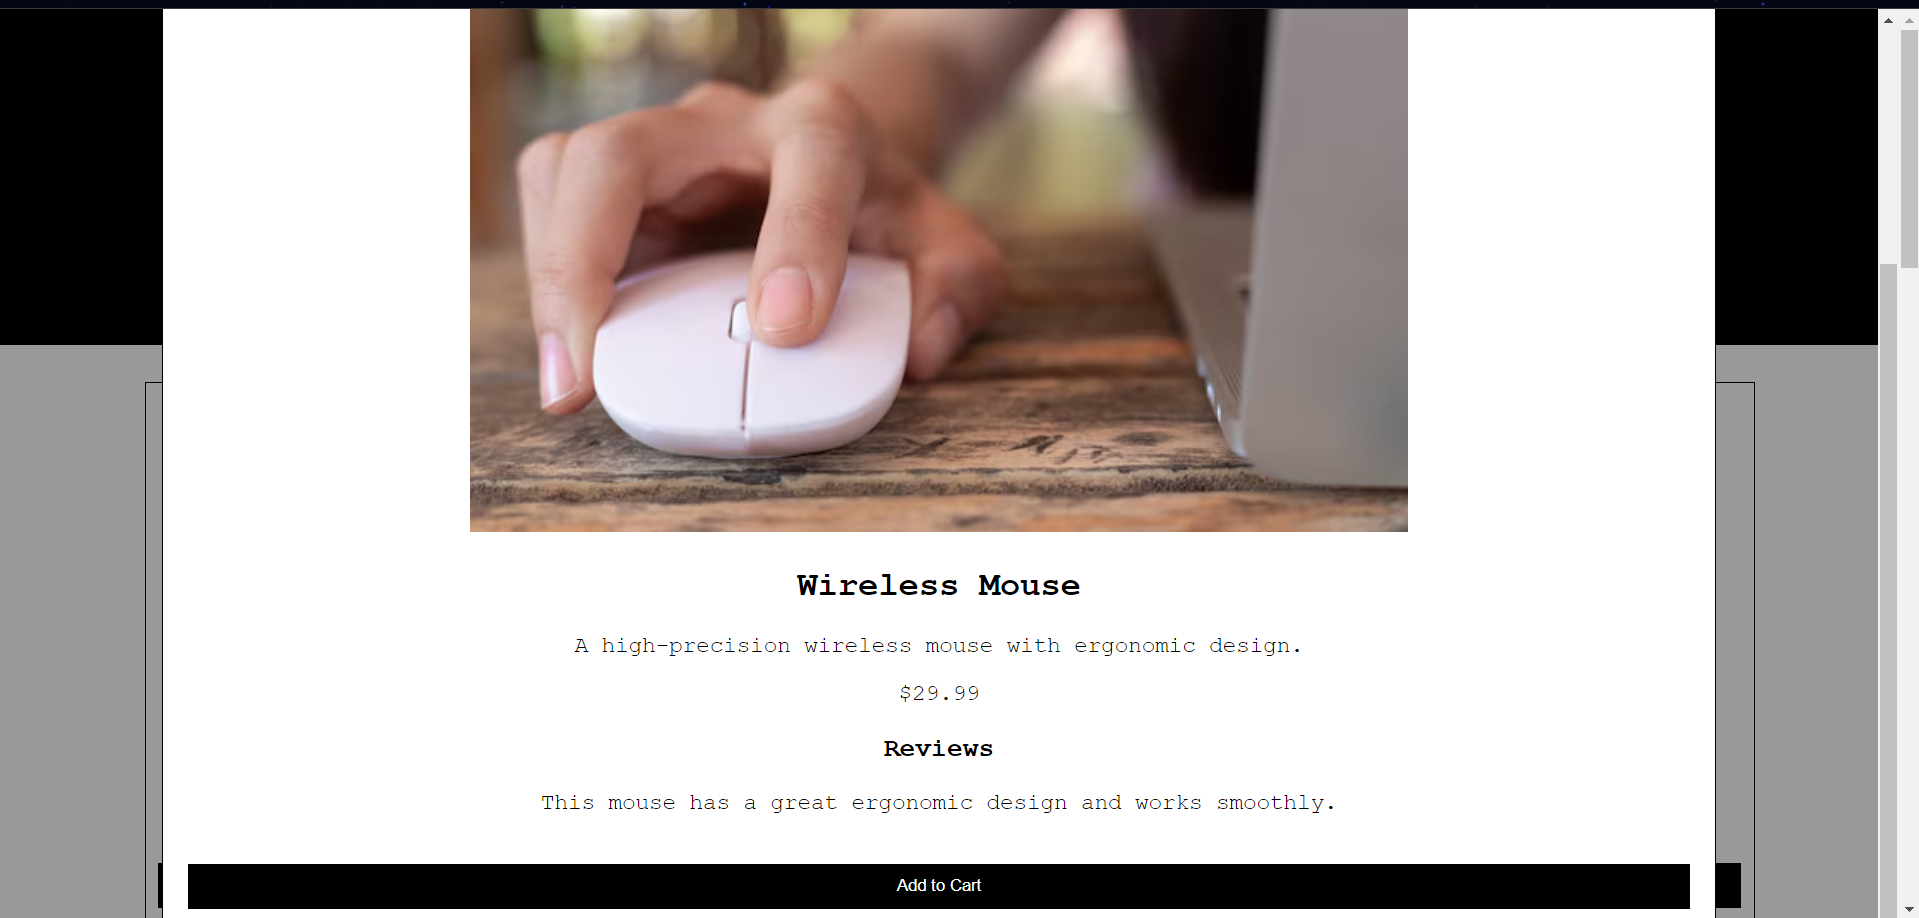 Wireless Mouse
A high-precision wireless mouse with ergonomic design.
$29.99
Reviews
This mouse has a great ergonomic design and works smoothly.
Add to Cart